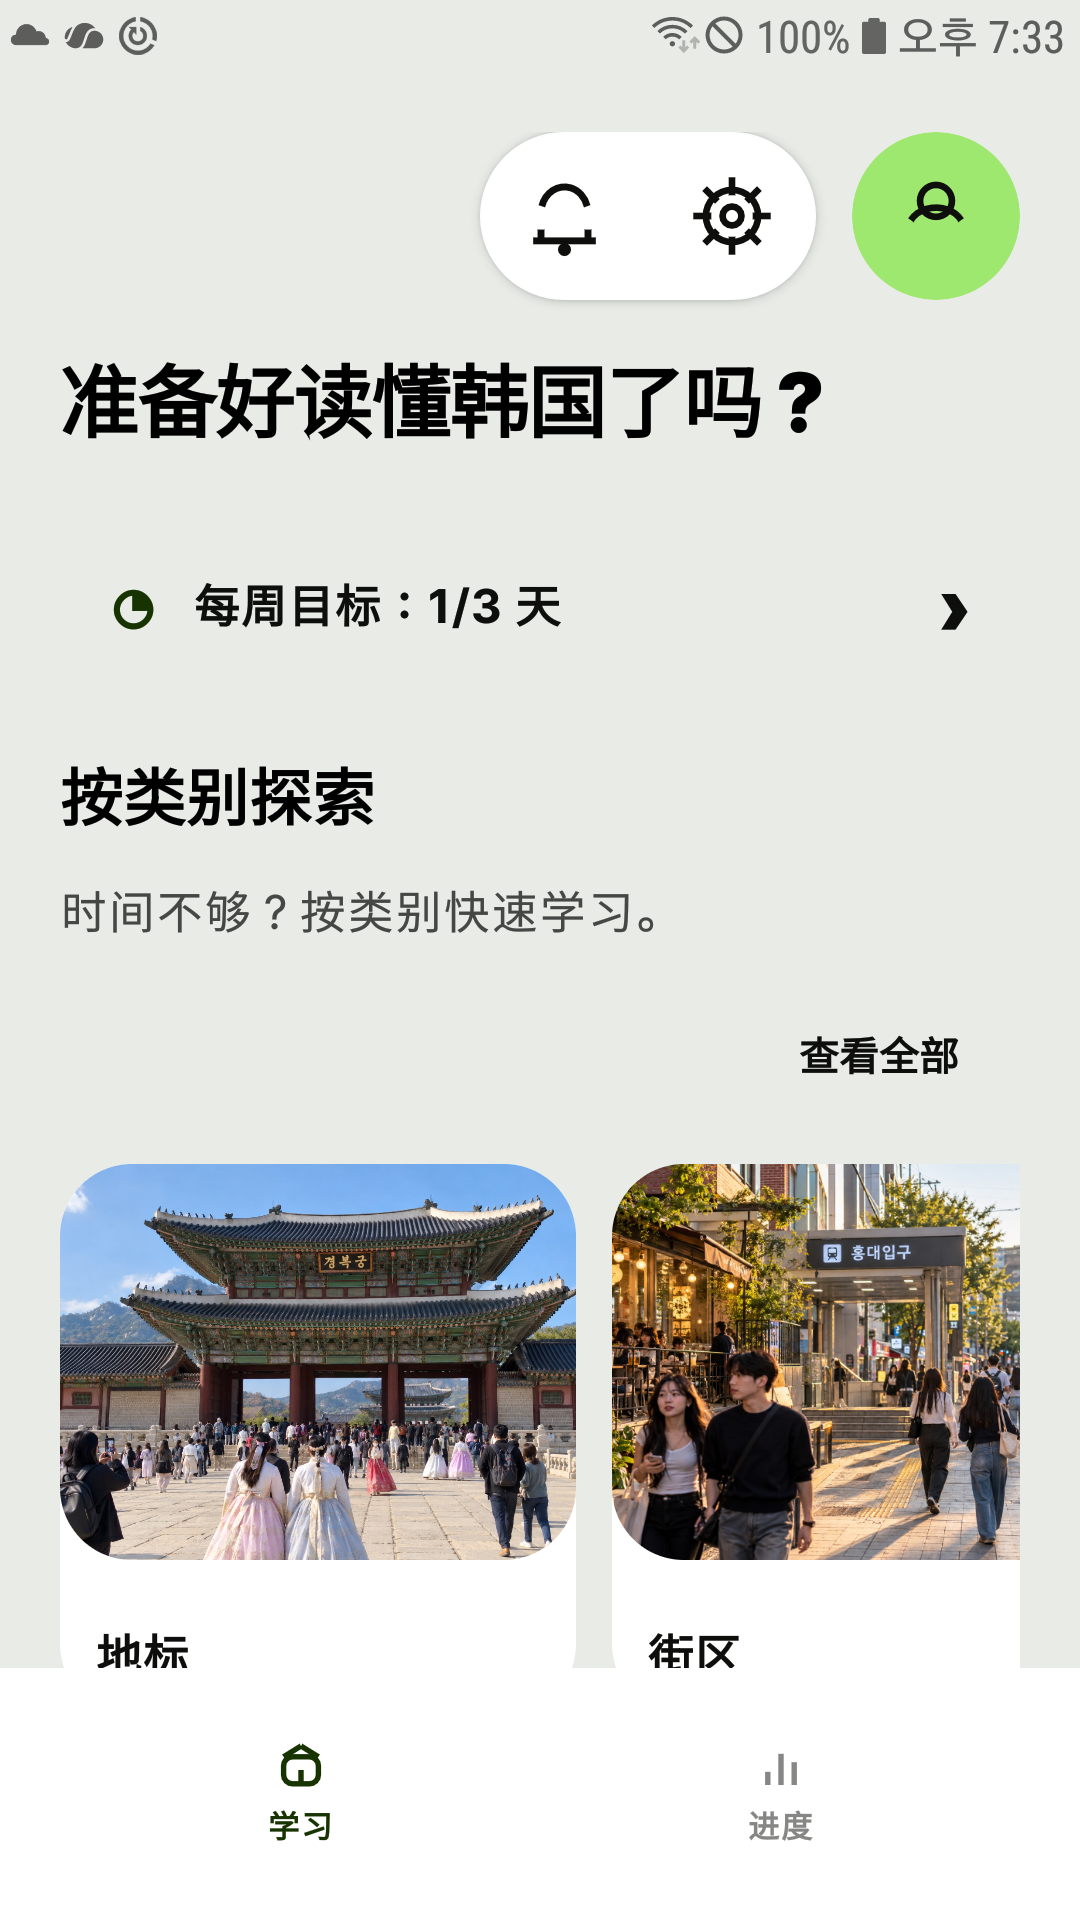 100% 오후 7:33
准备好读懂韩国了吗？
每周目标：1/3 天
按类别探索
时间不够？按类别快速学习。
查看全部
경복궁
홍대입구
地标
街区
学习
进度